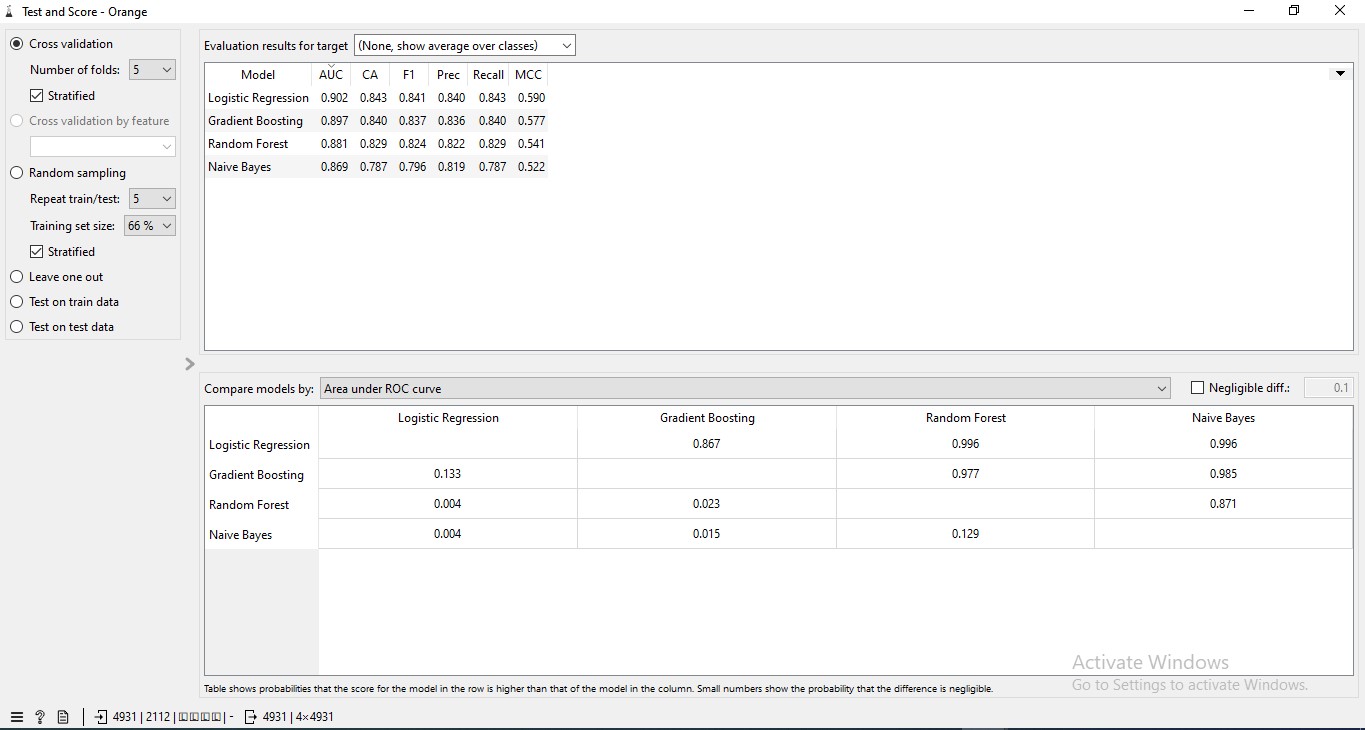 Test and Score - Orange
Cross validation
Number of folds: 5
Stratified
Cross validation by feature
Random sampling
Repeat train/test: 5
Training set size: 66 %
Stratified
Leave one out
Test on train data
Test on test data
Evaluation results for target (None, show average over classes)
Model AUC CA F1 Prec Recall MCC
Logistic Regression 0.902 0.843 0.841 0.840 0.843 0.590
Gradient Boosting 0.897 0.840 0.837 0.836 0.840 0.577
Random Forest 0.881 0.829 0.824 0.822 0.829 0.541
Naive Bayes 0.869 0.787 0.796 0.819 0.787 0.522
Compare models by: Area under ROC curve Negligible diff.: 0.1
Logistic Regression Gradient Boosting Random Forest Naive Bayes
Logistic Regression 0.867 0.996 0.996
Gradient Boosting 0.133 0.977 0.985
Random Forest 0.004 0.023 0.871
Naive Bayes 0.004 0.015 0.129
Table shows probabilities that the score for the model in the row is higher than that of the model in the column. Small numbers show the probability that the difference is negligible.
Activate Windows
Go to Settings to activate Windows.
4931 | 2112 | | - 4931 | 4×4931